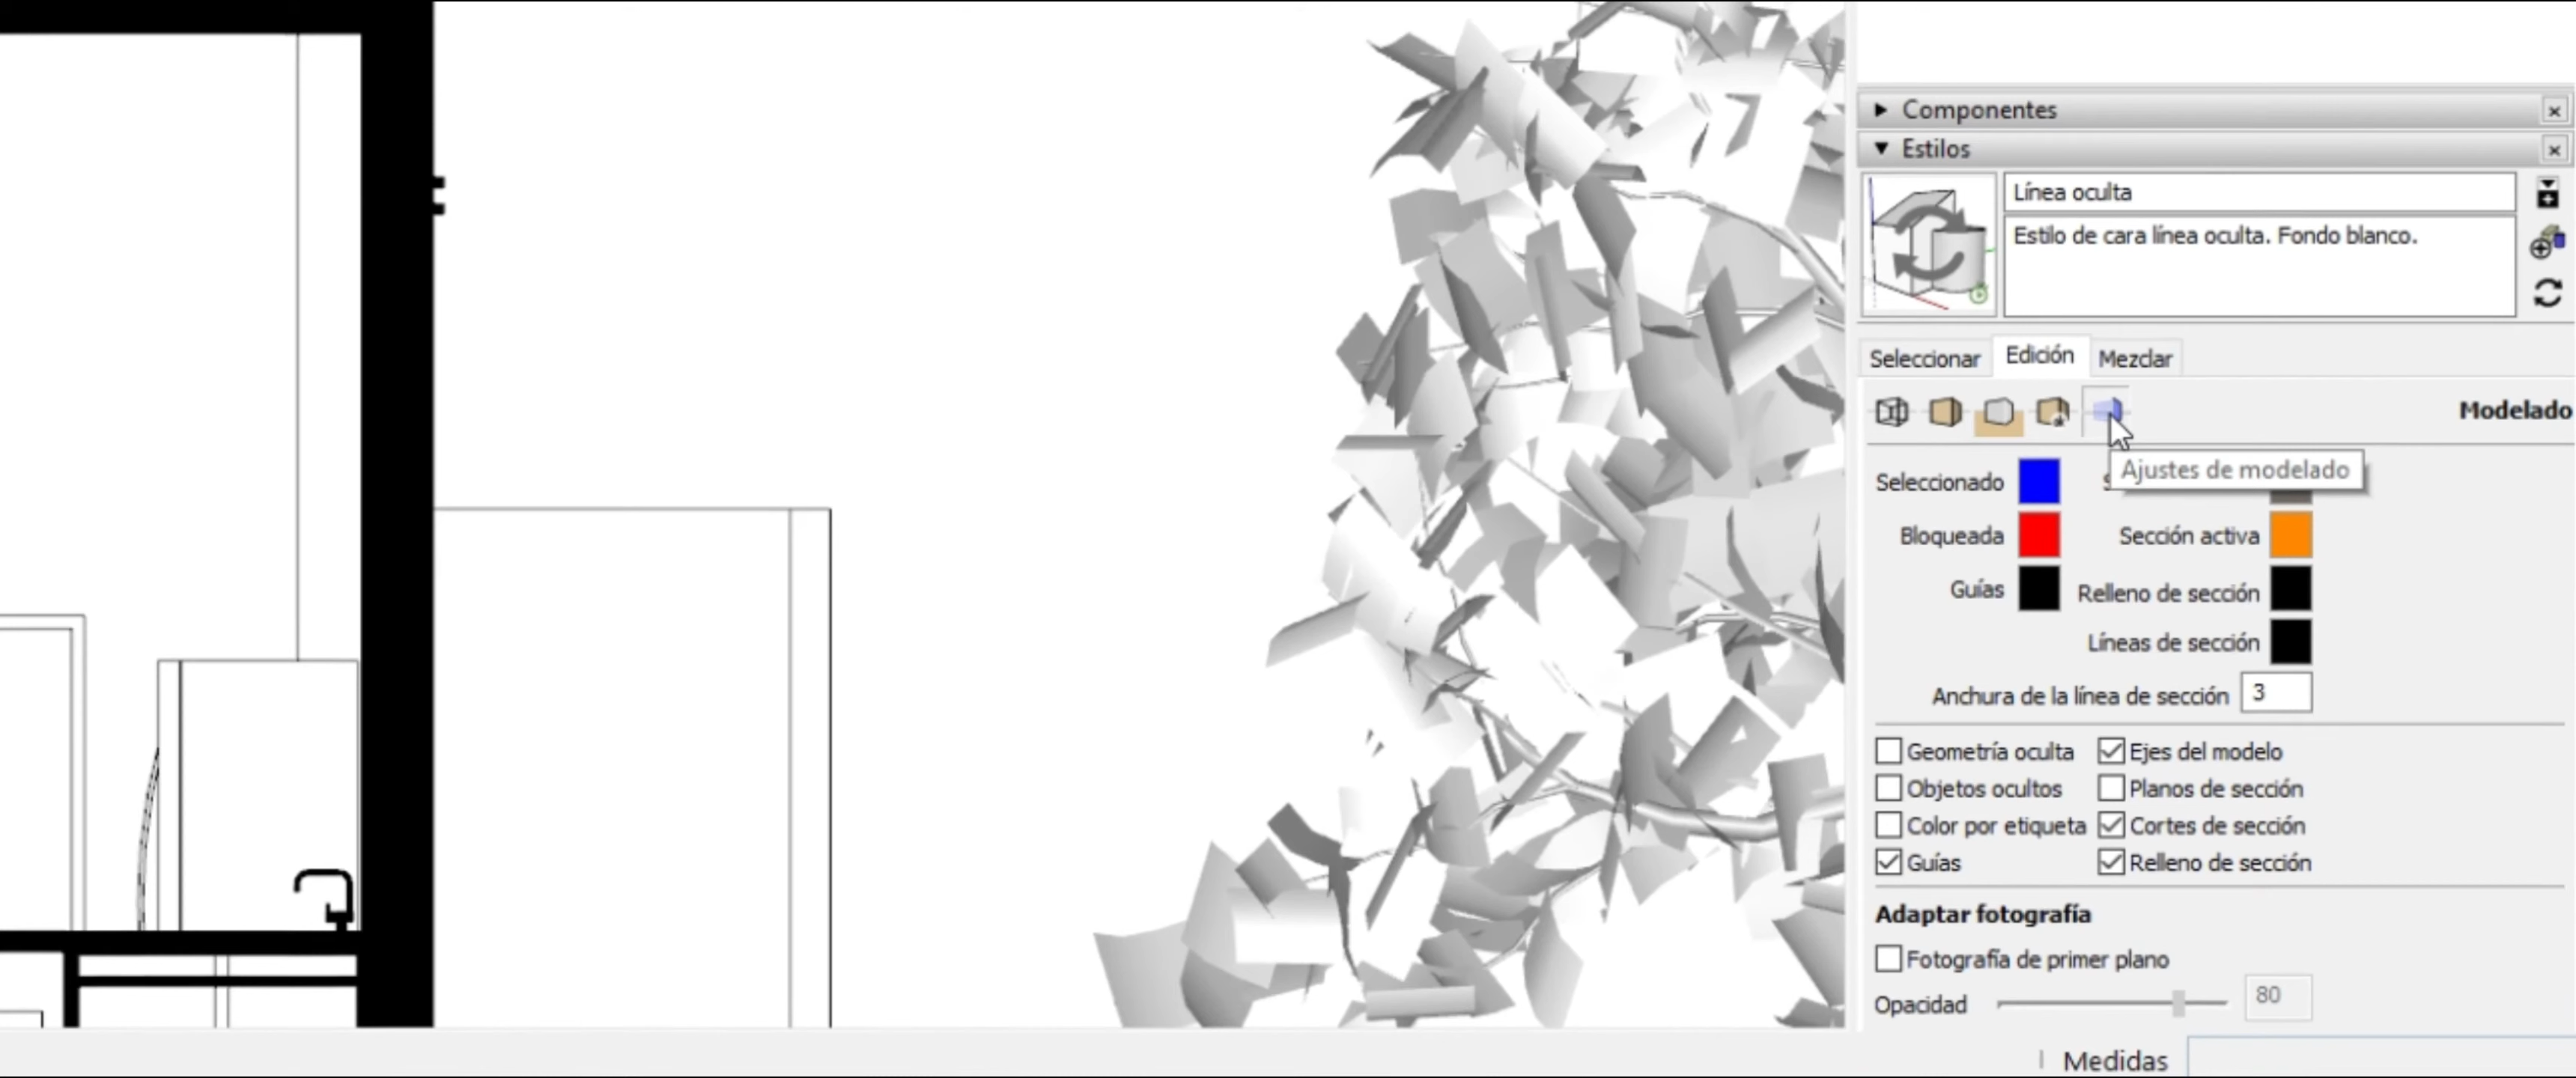 Componentes
Estilos
Línea oculta
Estilo de cara línea oculta. Fondo blanco.
Seleccionar Edición Mezclar
Modelado
Ajustes de modelado
Seleccionado
Bloqueada Sección activa
Guías Relleno de sección
Líneas de sección
Anchura de la línea de sección 3
Geometría oculta Ejes del modelo
Objetos ocultos Planos de sección
Color por etiqueta Cortes de sección
Guías Relleno de sección
Adaptar fotografía
Fotografía de primer plano
Opacidad 80
Medidas